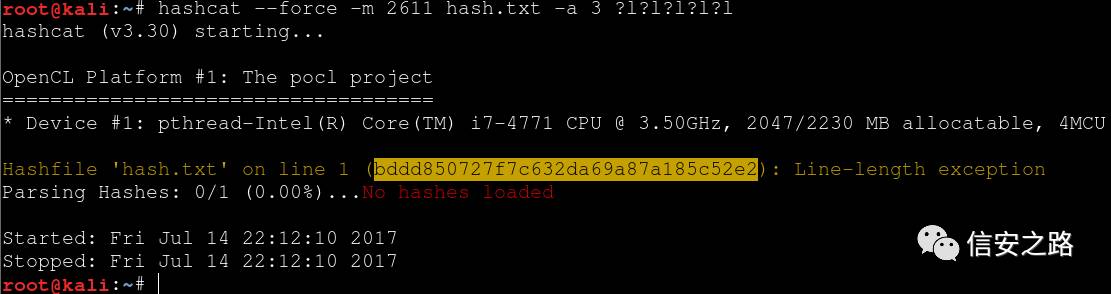 root@kali:~# hashcat --force -m 2611 hash.txt -a 3 ?l?l?l?l?l
hashcat (v3.30) starting...
OpenCL Platform #1: The pocl project
====================================
* Device #1: pthread-Intel(R) Core(TM) i7-4771 CPU @ 3.50GHz, 2047/2230 MB allocatable, 4MCU
Hashfile 'hash.txt' on line 1 (bddd850727f7c632da69a87a185c52e2): Line-length exception
Parsing Hashes: 0/1 (0.00%)...No hashes loaded
Started: Fri Jul 14 22:12:10 2017
Stopped: Fri Jul 14 22:12:10 2017
信安之路
root@kali:~#